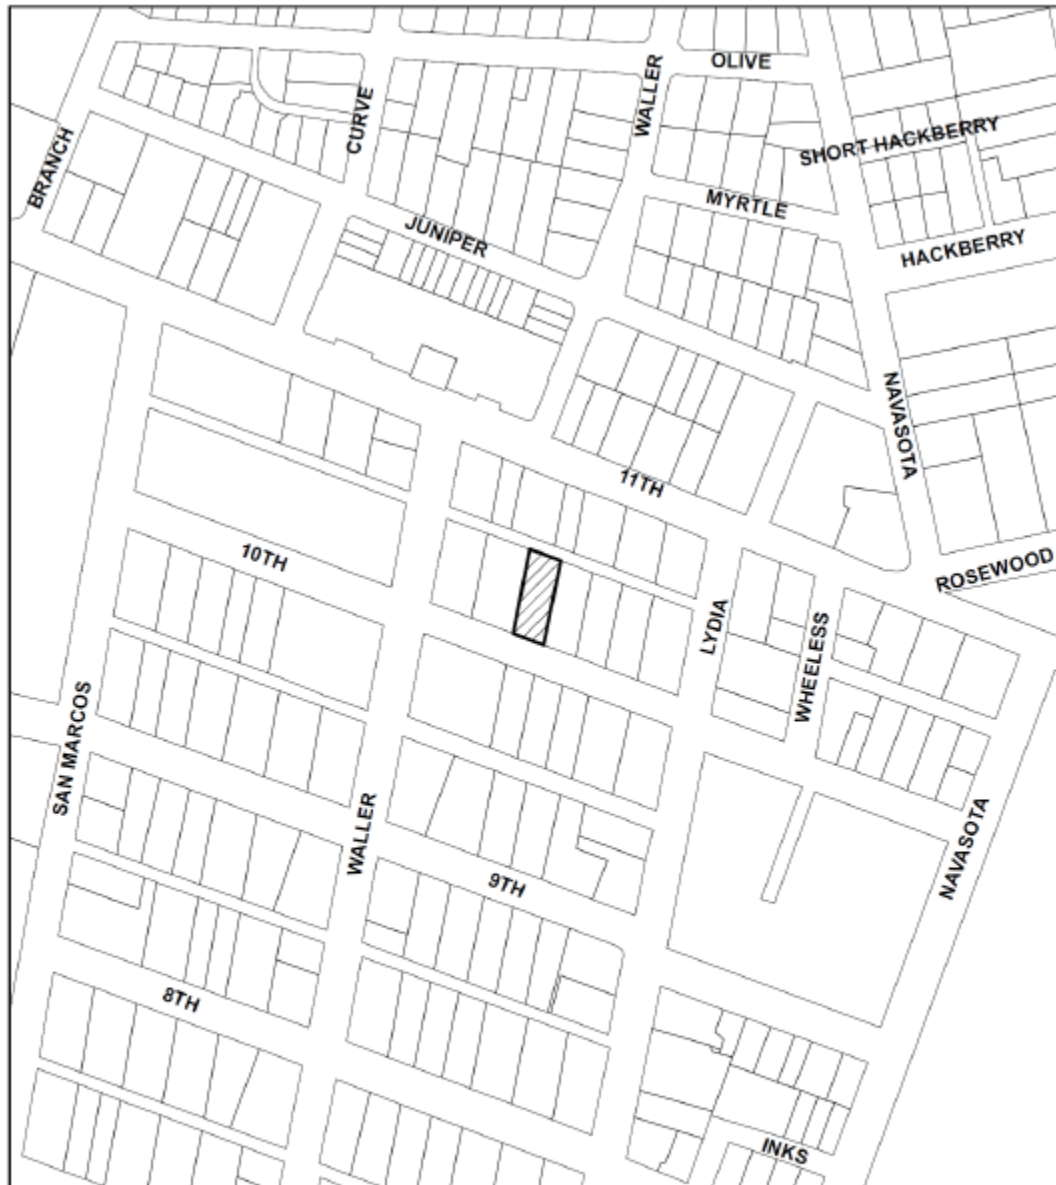 OLIVE
WALLER
CURVE
SHORT HACKBERRY
BRANCH
MYRTLE
JUNIPER
HACKBERRY
NAVASOTA
11TH
10TH
ROSEWOOD
LYDIA
WHEELESS
SAN MARCOS
WALLER
NAVASOTA
9TH
8TH
INKS